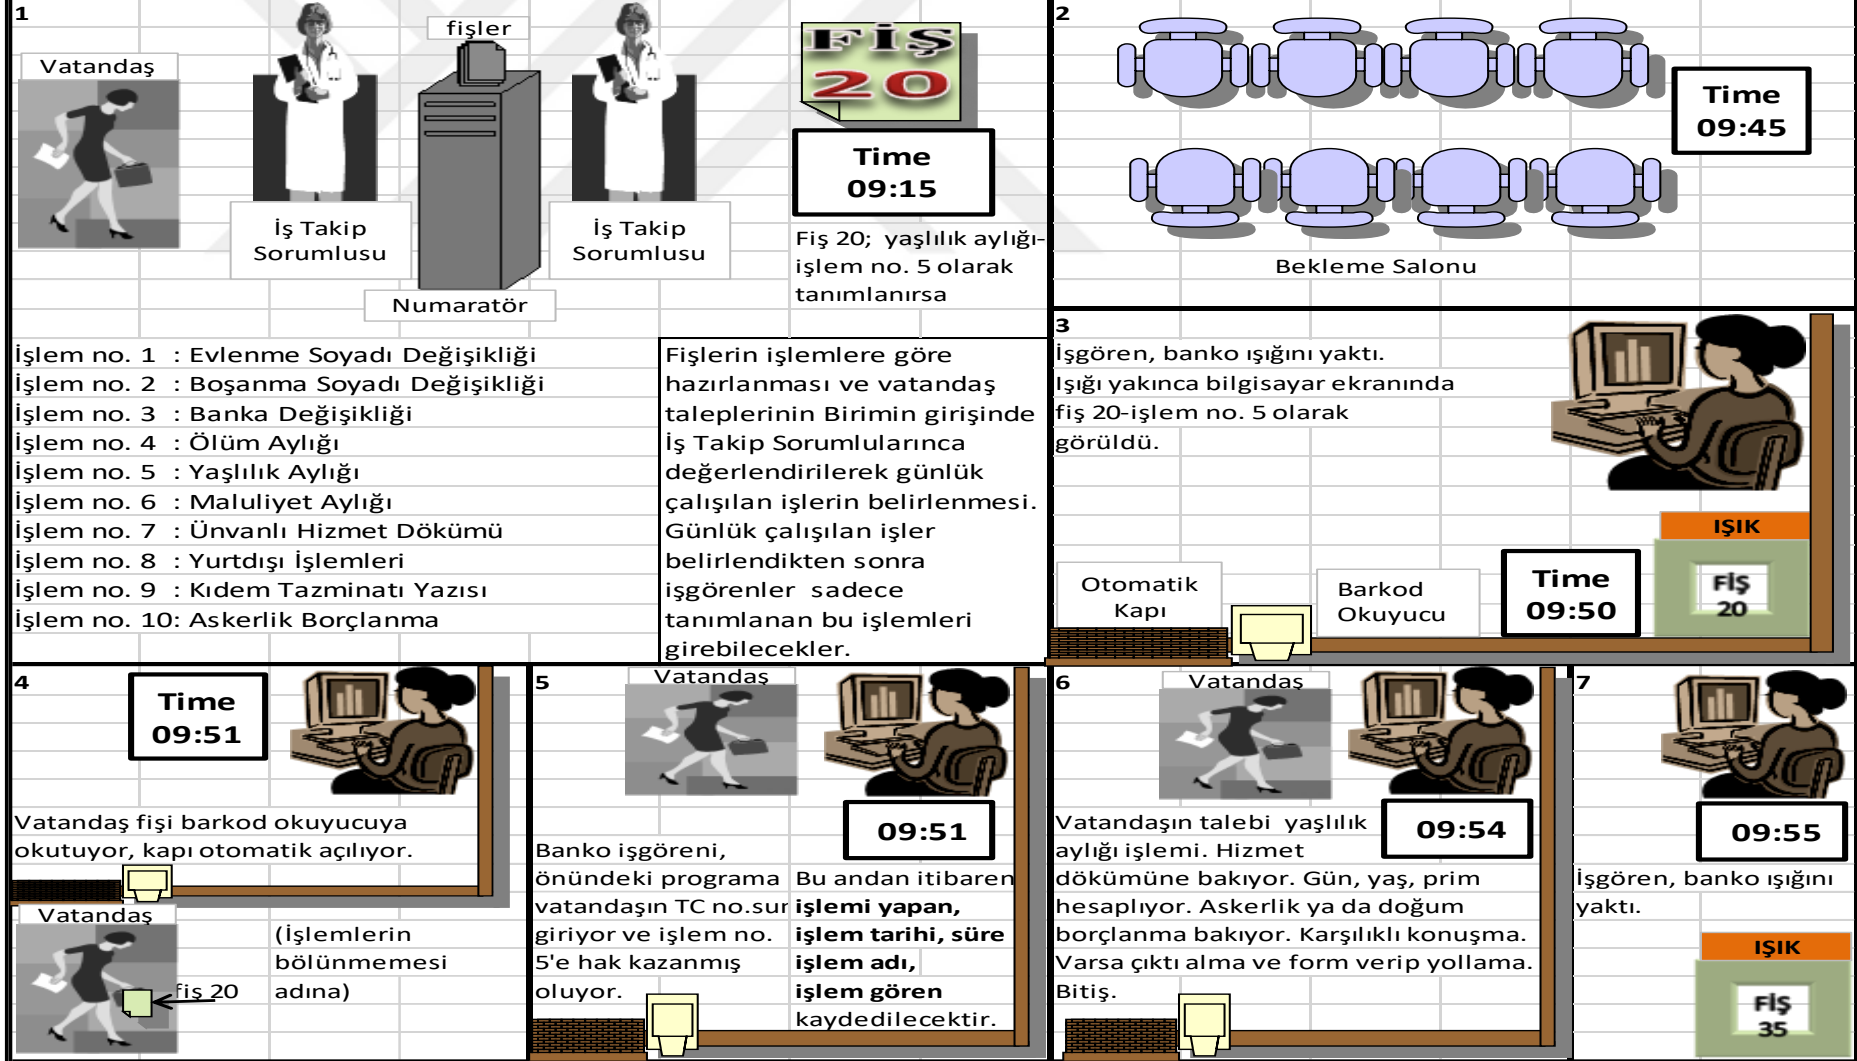 1
fişler
Vatandaş
İş Takip
Sorumlusu
İş Takip
Sorumlusu
Numaratör
FİŞ
20
Time
09:15
Fiş 20;  yaşlılık aylığı-
işlem no. 5 olarak
tanımlanırsa
İşlem no. 1  : Evlenme Soyadı Değişikliği
İşlem no. 2  : Boşanma Soyadı Değişikliği
İşlem no. 3  : Banka Değişikliği
İşlem no. 4  : Ölüm Aylığı
İşlem no. 5  : Yaşlılık Aylığı
İşlem no. 6  : Maluliyet Aylığı
İşlem no. 7  : Ünvanlı Hizmet Dökümü
İşlem no. 8  : Yurtdışı İşlemleri
İşlem no. 9  : Kıdem Tazminatı Yazısı
İşlem no. 10: Askerlik Borçlanma
Fişlerin işlemlere göre
hazırlanması ve vatandaş
taleplerinin Birimin girişinde
İş Takip Sorumlularınca
değerlendirilerek günlük
çalışılan işlerin belirlenmesi.
Günlük çalışılan işler
belirlendikten sonra
işgörenler  sadece
tanımlanan bu işlemleri
girebilecekler.
2
Time
09:45
Bekleme Salonu
3
İşgören, banko ışığını yaktı.
Işığı yakınca bilgisayar ekranında
fiş 20-işlem no. 5 olarak
görüldü.
Otomatik
Kapı
Barkod
Okuyucu
Time
09:50
IŞIK
FİŞ
20
4
Time
09:51
Vatandaş fişi barkod okuyucuya
okutuyor, kapı otomatik açılıyor.
Vatandaş
fiş 20
(İşlemlerin
bölünmemesi
adına)
5
Vatandaş
09:51
Banko işgöreni,
önündeki programa
vatandaşın TC no.sur
giriyor ve işlem no.
5'e hak kazanmış
oluyor.
Bu andan itibaren
işlemi yapan,
işlem tarihi, süre
işlem adı,
işlem gören
kaydedilecektir.
6
Vatandaş
09:54
Vatandaşın talebi  yaşlılık
aylığı işlemi. Hizmet
dökümüne bakıyor. Gün, yaş, prim
hesaplıyor. Askerlik ya da doğum
borçlanma bakıyor. Karşılıklı konuşma.
Varsa çıktı alma ve form verip yollama.
Bitiş.
7
09:55
İşgören, banko ışığını
yaktı.
IŞIK
FİŞ
35